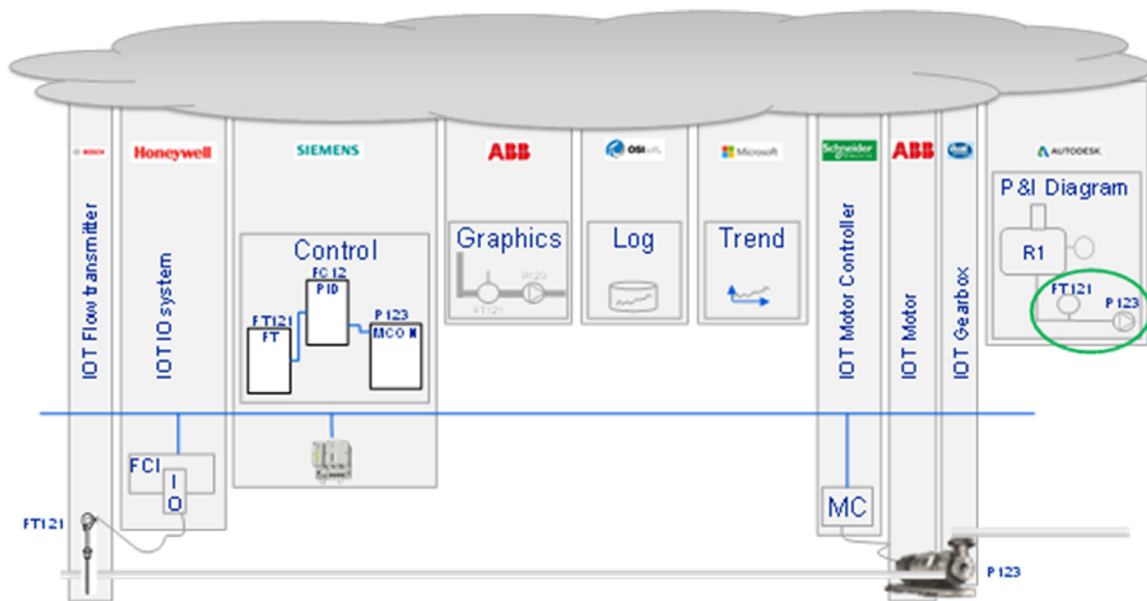 BOSCH
Honeywell
SIEMENS
ABB
OSIsoft.
Microsoft
Schneider
ABB
AUTODESK
IOT Flow transmitter
IOT IO system
Control
FC12
PID
FT121
FT
P123
MCON
Graphics
P123
FT121
Log
Trend
IOT Motor Controller
IOT Motor
IOT Gearbox
P&I Diagram
R1
FT121
P123
FCI
IO
FT121
MC
P123